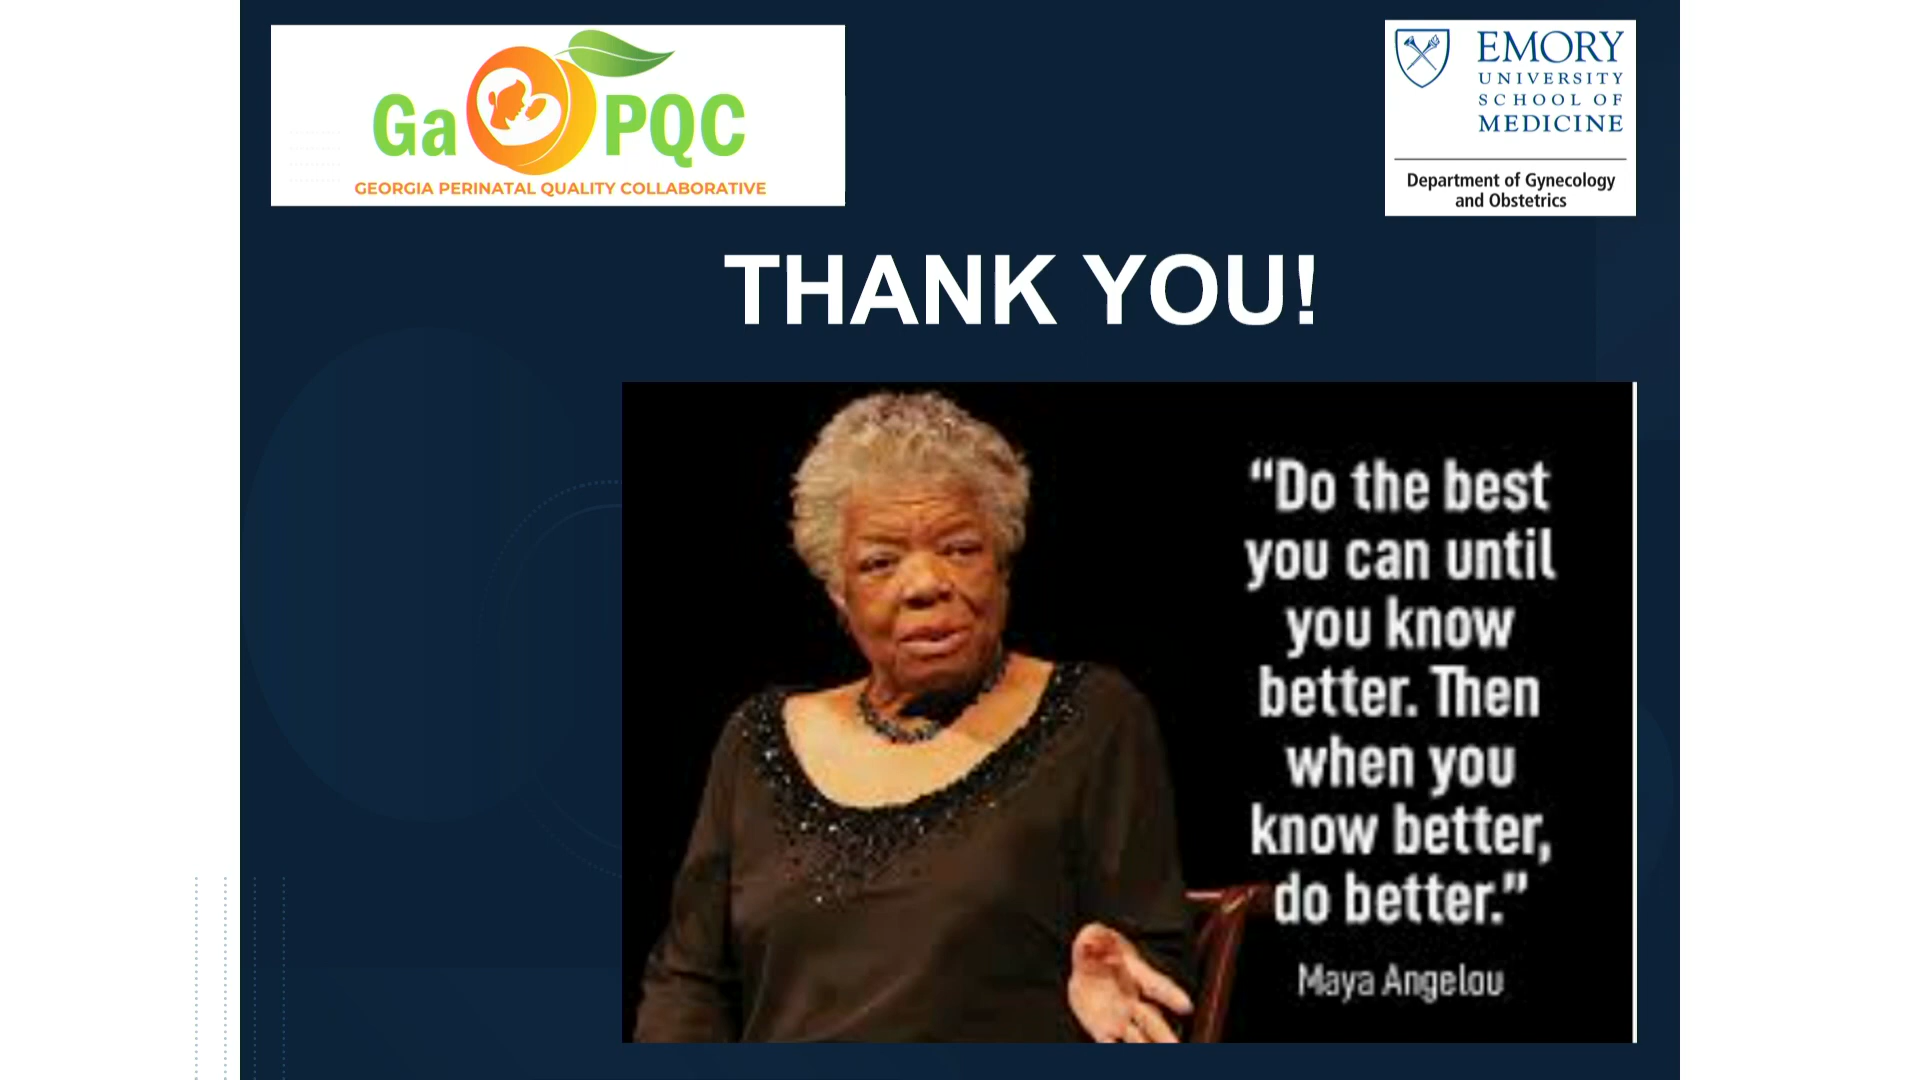 Ga PQC
GEORGIA PERINATAL QUALITY COLLABORATIVE
EMORY
UNIVERSITY
SCHOOL OF
MEDICINE
Department of Gynecology
and Obstetrics
THANK YOU!
“Do the best
you can until
you know
better. Then
when you
know better,
do better.”
Maya Angelou